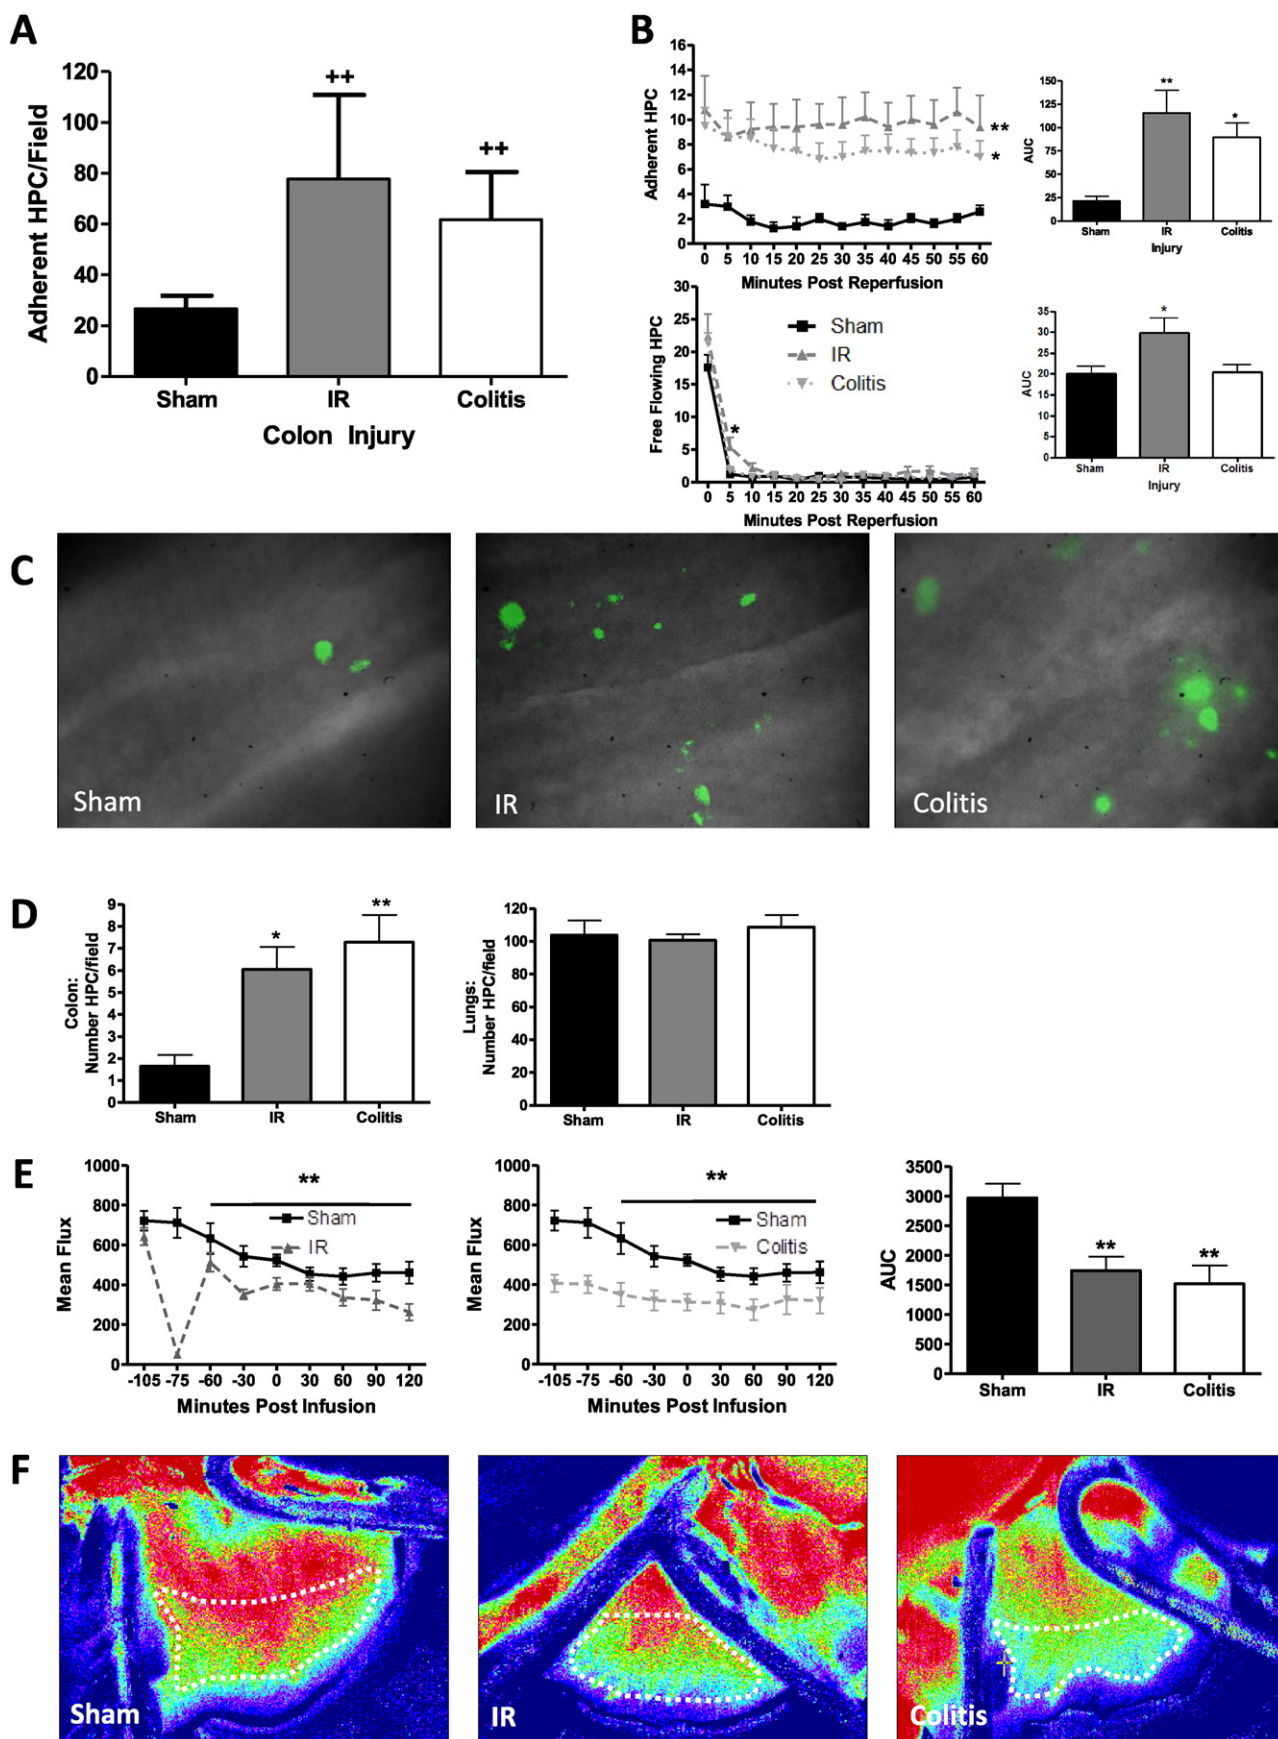 A
Adherent HPC/Field
120
100
80
60
40
20
0
++
++
Sham
IR
Colitis
Colon Injury
B
Adherent HPC
16
14
12
10
8
6
4
2
0
**
*
0 5 10 15 20 25 30 35 40 45 50 55 60
Minutes Post Reperfusion
AUC
150
125
100
75
50
25
0
**
*
Sham
IR
Colitis
Injury
Free Flowing HPC
30
25
20
15
10
5
0
*
Sham
IR
Colitis
0 5 10 15 20 25 30 35 40 45 50 55 60
Minutes Post Reperfusion
AUC
35
30
25
20
15
10
5
0
*
Sham
IR
Colitis
Injury
C
Sham
IR
Colitis
D
Colon:
Number HPC/field
9
8
7
6
5
4
3
2
1
0
*
**
Sham
IR
Colitis
Lungs:
Number HPC/field
120
100
80
60
40
20
0
Sham
IR
Colitis
E
Mean Flux
1000
800
600
400
200
0
**
Sham
IR
-105 -75 -60 -30 0 30 60 90 120
Minutes Post Infusion
Mean Flux
1000
800
600
400
200
0
**
Sham
Colitis
-105 -75 -60 -30 0 30 60 90 120
Minutes Post Infusion
AUC
3500
3000
2500
2000
1500
1000
500
0
**
**
Sham
IR
Colitis
F
Sham
IR
Colitis